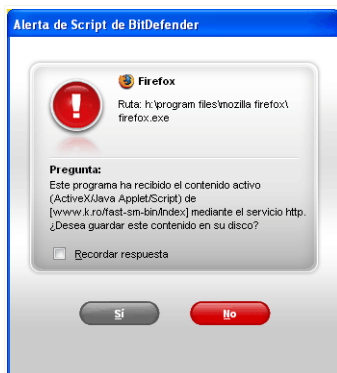 Alerta de Script de BitDefender
Firefox
Ruta: h:\program files\mozilla firefox\
firefox.exe
Pregunta:
Este programa ha recibido el contenido activo
(ActiveX/Java Applet/Script) de
[www.k.ro/fast-sm-bin/Index] mediante el servicio http.
¿Desea guardar este contenido en su disco?
Recordar respuesta
Sí
No